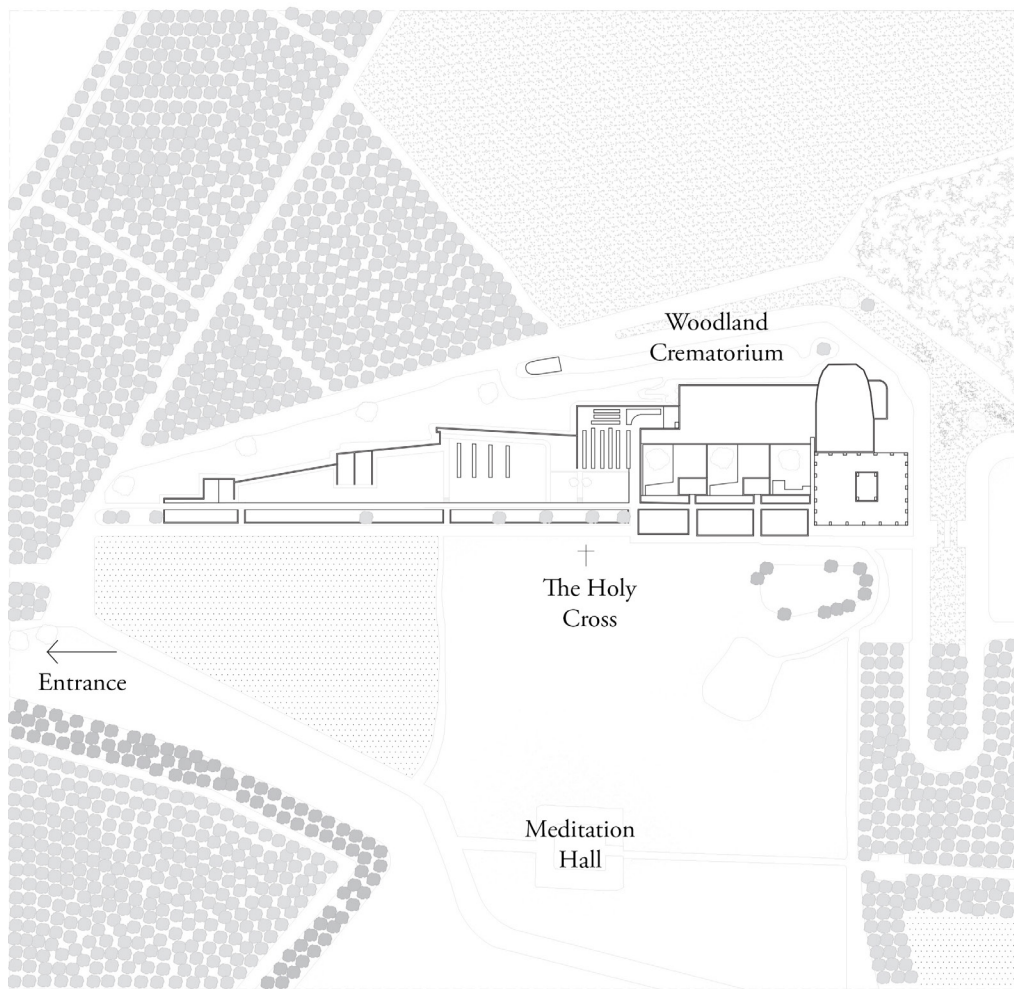 Woodland
Crematorium
The Holy
Cross
Entrance
Meditation
Hall